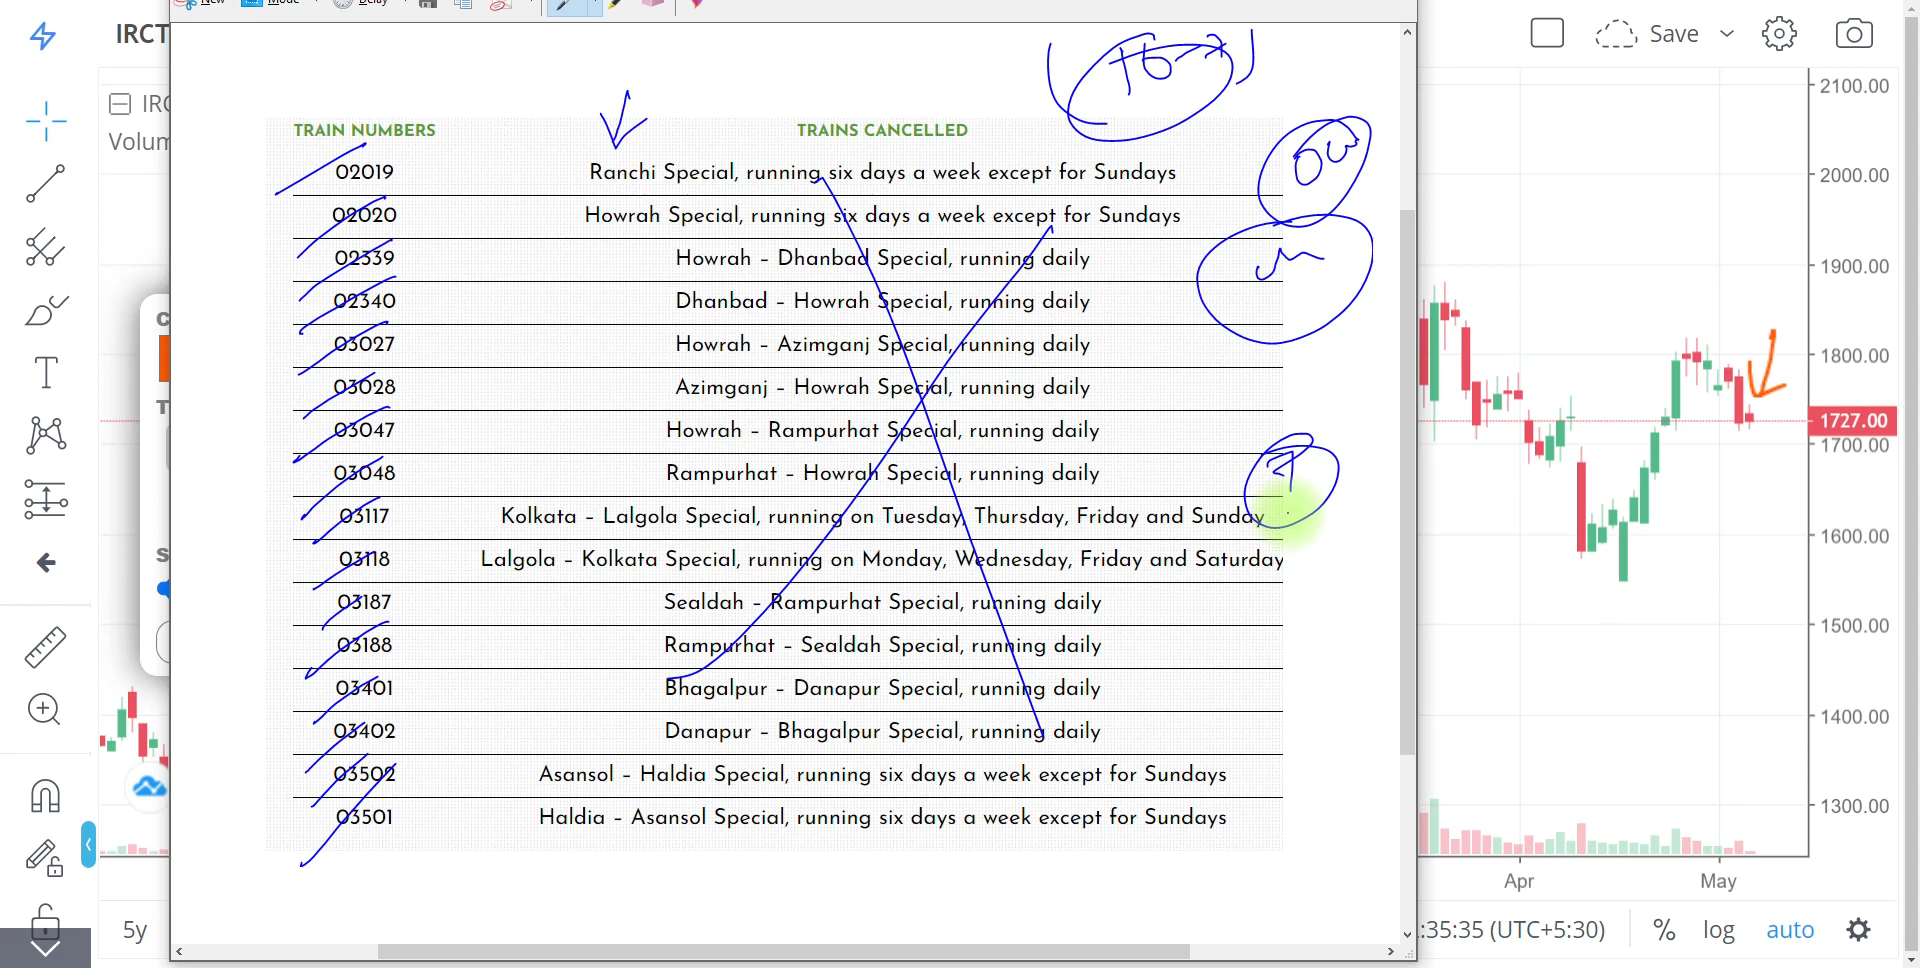 New Mode Delay
IRCT
Save
IRC
Volum
2100.00
2000.00
1900.00
1800.00
1727.00
1700.00
1600.00
1500.00
1400.00
1300.00
TRAIN NUMBERS TRAINS CANCELLED
02019 Ranchi Special, running six days a week except for Sundays
02020 Howrah Special, running six days a week except for Sundays
02339 Howrah – Dhanbad Special, running daily
02340 Dhanbad – Howrah Special, running daily
03027 Howrah – Azimganj Special, running daily
03028 Azimganj – Howrah Special, running daily
03047 Howrah – Rampurhat Special, running daily
03048 Rampurhat – Howrah Special, running daily
03117 Kolkata – Lalgola Special, running on Tuesday, Thursday, Friday and Sunday
03118 Lalgola – Kolkata Special, running on Monday, Wednesday, Friday and Saturday
03187 Sealdah – Rampurhat Special, running daily
03188 Rampurhat – Sealdah Special, running daily
03401 Bhagalpur – Danapur Special, running daily
03402 Danapur – Bhagalpur Special, running daily
03502 Asansol – Haldia Special, running six days a week except for Sundays
03501 Haldia – Asansol Special, running six days a week except for Sundays
Apr May
5y
:35:35 (UTC+5:30) % log auto